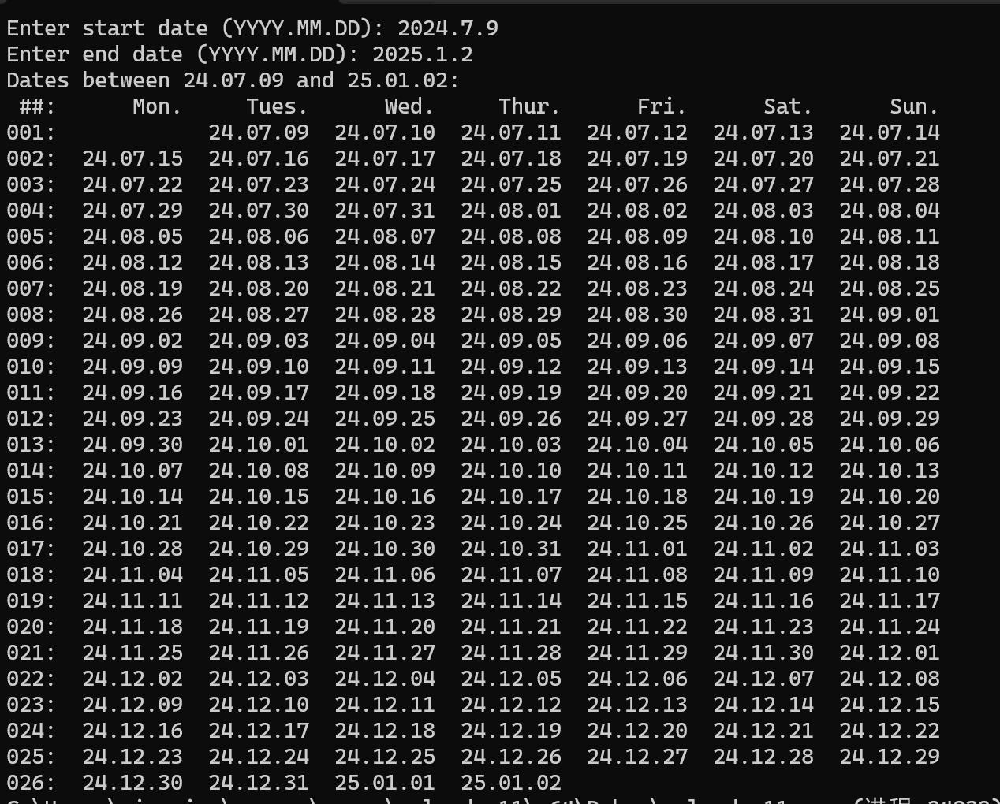 Enter start date (YYYY.MM.DD): 2024.7.9
Enter end date (YYYY.MM.DD): 2025.1.2
Dates between 24.07.09 and 25.01.02:
##: Mon. Tues. Wed. Thur. Fri. Sat. Sun.
001: 24.07.09 24.07.10 24.07.11 24.07.12 24.07.13 24.07.14
002: 24.07.15 24.07.16 24.07.17 24.07.18 24.07.19 24.07.20 24.07.21
003: 24.07.22 24.07.23 24.07.24 24.07.25 24.07.26 24.07.27 24.07.28
004: 24.07.29 24.07.30 24.07.31 24.08.01 24.08.02 24.08.03 24.08.04
005: 24.08.05 24.08.06 24.08.07 24.08.08 24.08.09 24.08.10 24.08.11
006: 24.08.12 24.08.13 24.08.14 24.08.15 24.08.16 24.08.17 24.08.18
007: 24.08.19 24.08.20 24.08.21 24.08.22 24.08.23 24.08.24 24.08.25
008: 24.08.26 24.08.27 24.08.28 24.08.29 24.08.30 24.08.31 24.09.01
009: 24.09.02 24.09.03 24.09.04 24.09.05 24.09.06 24.09.07 24.09.08
010: 24.09.09 24.09.10 24.09.11 24.09.12 24.09.13 24.09.14 24.09.15
011: 24.09.16 24.09.17 24.09.18 24.09.19 24.09.20 24.09.21 24.09.22
012: 24.09.23 24.09.24 24.09.25 24.09.26 24.09.27 24.09.28 24.09.29
013: 24.09.30 24.10.01 24.10.02 24.10.03 24.10.04 24.10.05 24.10.06
014: 24.10.07 24.10.08 24.10.09 24.10.10 24.10.11 24.10.12 24.10.13
015: 24.10.14 24.10.15 24.10.16 24.10.17 24.10.18 24.10.19 24.10.20
016: 24.10.21 24.10.22 24.10.23 24.10.24 24.10.25 24.10.26 24.10.27
017: 24.10.28 24.10.29 24.10.30 24.10.31 24.11.01 24.11.02 24.11.03
018: 24.11.04 24.11.05 24.11.06 24.11.07 24.11.08 24.11.09 24.11.10
019: 24.11.11 24.11.12 24.11.13 24.11.14 24.11.15 24.11.16 24.11.17
020: 24.11.18 24.11.19 24.11.20 24.11.21 24.11.22 24.11.23 24.11.24
021: 24.11.25 24.11.26 24.11.27 24.11.28 24.11.29 24.11.30 24.12.01
022: 24.12.02 24.12.03 24.12.04 24.12.05 24.12.06 24.12.07 24.12.08
023: 24.12.09 24.12.10 24.12.11 24.12.12 24.12.13 24.12.14 24.12.15
024: 24.12.16 24.12.17 24.12.18 24.12.19 24.12.20 24.12.21 24.12.22
025: 24.12.23 24.12.24 24.12.25 24.12.26 24.12.27 24.12.28 24.12.29
026: 24.12.30 24.12.31 25.01.01 25.01.02